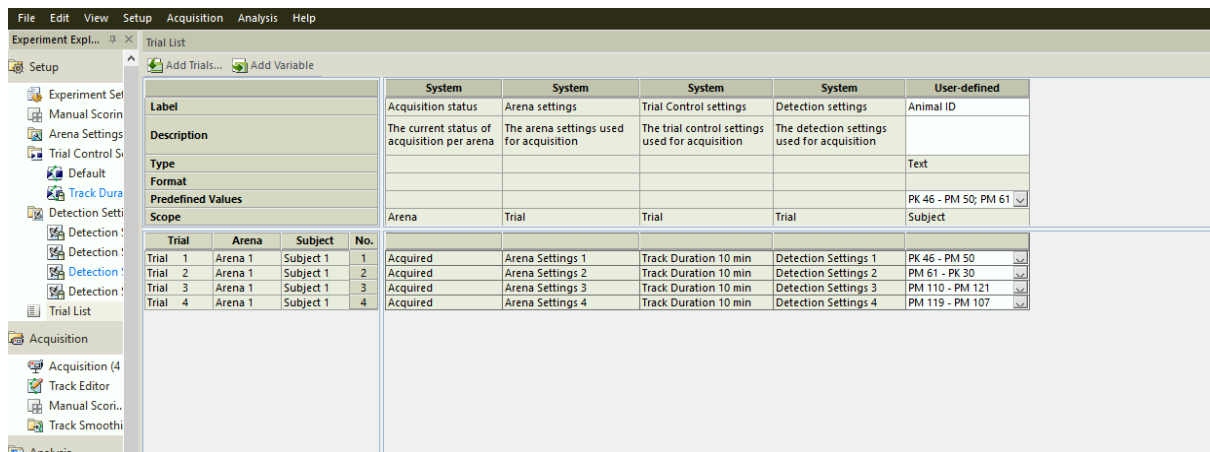 File Edit View Setup Acquisition Analysis Help
Experiment Expl...
Trial List
Setup
Add Trials... Add Variable
Experiment Set
Manual Scorin
Arena Settings
Trial Control Se
Default
Track Dura
Detection Setti
Detection S
Detection S
Detection S
Detection S
Trial List
Acquisition
Acquisition (4
Track Editor
Manual Scori..
Track Smoothi
Analysis
System System System System User-defined
Label Acquisition status Arena settings Trial Control settings Detection settings Animal ID
Description The current status of The arena settings used The trial control settings The detection settings
acquisition per arena for acquisition used for acquisition used for acquisition
Type Text
Format
Predefined Values PK 46 - PM 50; PM 61
Scope Arena Trial Trial Trial Subject
Trial Arena Subject No.
Trial 1 Arena 1 Subject 1 1 Acquired Arena Settings 1 Track Duration 10 min Detection Settings 1 PK 46 - PM 50
Trial 2 Arena 1 Subject 1 2 Acquired Arena Settings 2 Track Duration 10 min Detection Settings 2 PM 61 - PK 30
Trial 3 Arena 1 Subject 1 3 Acquired Arena Settings 3 Track Duration 10 min Detection Settings 3 PM 110 - PM 121
Trial 4 Arena 1 Subject 1 4 Acquired Arena Settings 4 Track Duration 10 min Detection Settings 4 PM 119 - PM 107